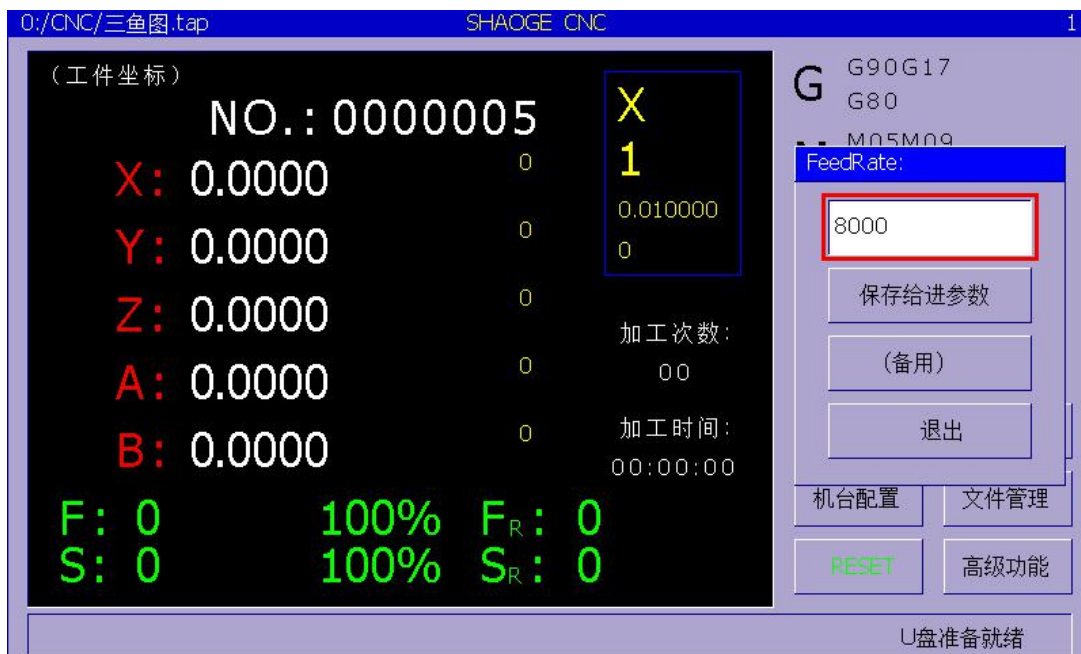 0:/CNC/三鱼图.tap SHAOGE CNC 1
(工件坐标)
NO.: 0000005
X: 0.0000 0
Y: 0.0000 0
Z: 0.0000 0
A: 0.0000 0
B: 0.0000 0
X
1
0.010000
0
加工次数:
00
加工时间:
00:00:00
F: 0 100% FR: 0
S: 0 100% SR: 0
G G90G17
G80
M05M09
FeedRate:
8000
保存给进参数
(备用)
退出
机台配置 文件管理
RESET 高级功能
U盘准备就绪